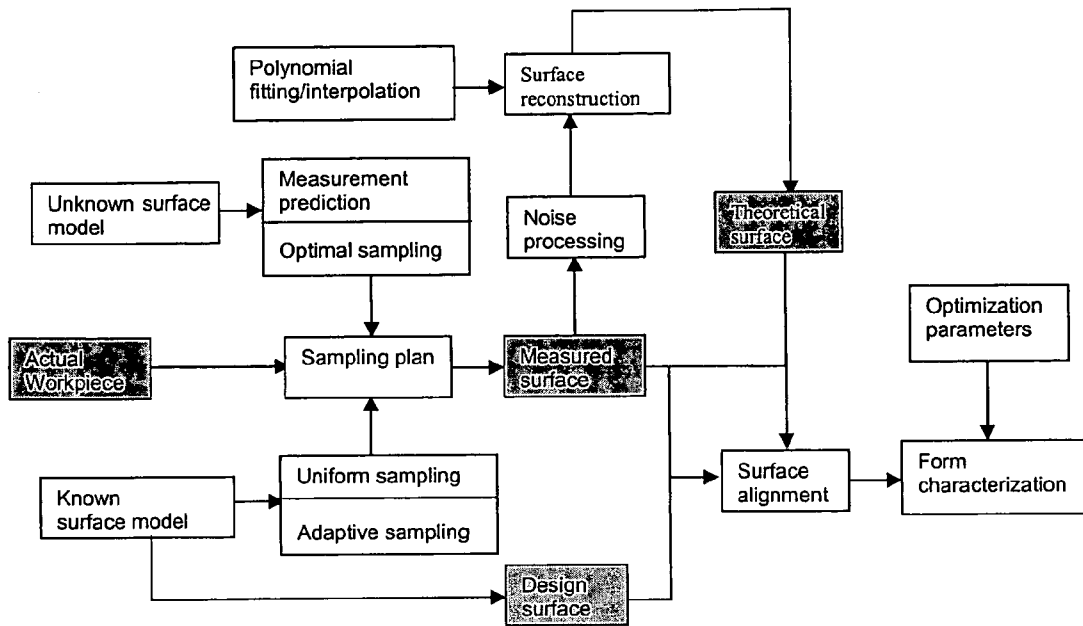 Polynomial
fitting/interpolation
Surface
reconstruction
Unknown surface
model
Measurement
prediction
Optimal sampling
Noise
processing
Theoretical
surface
Optimization
parameters
Actual
Workpiece
Sampling plan
Measured
surface
Known
surface model
Uniform sampling
Adaptive sampling
Surface
alignment
Form
characterization
Design
surface